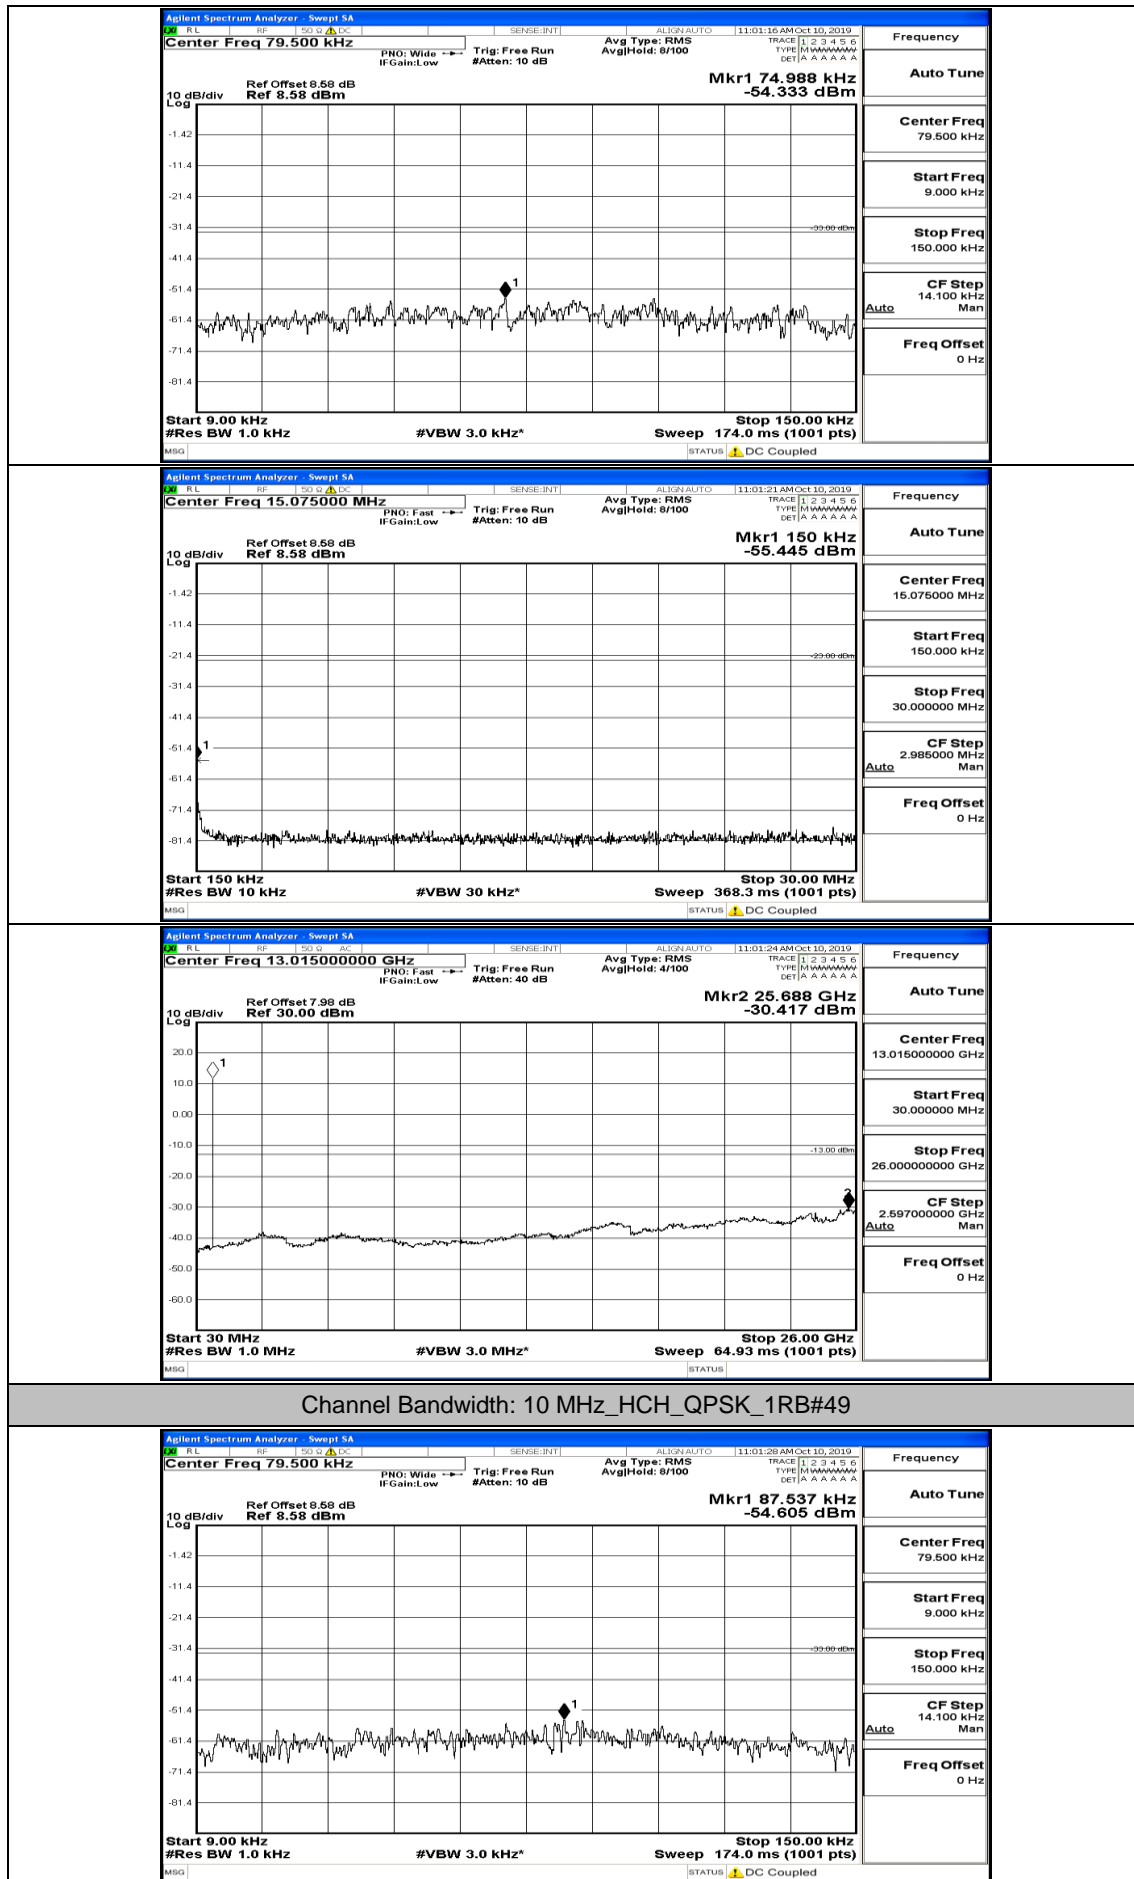 Agilent Spectrum Analyzer - Swept SA
LXI RL RF 50 Ω DC SENSE:INT ALIGN AUTO 11:01:16 AM Oct 10, 2019
Center Freq 79.500 kHz
PNO: Wide Trig: Free Run Avg Type: RMS TRACE 1 2 3 4 5 6
IFGain:Low #Atten: 10 dB Avg|Hold: 8/100 TYPE M WWWWW
DET A A A A A A
Frequency
Auto Tune
Ref Offset 8.58 dB Mkr1 74.988 kHz
10 dB/div Ref 8.58 dBm -54.333 dBm
Log
-1.42
-11.4
-21.4
-31.4
-33.00 dBm
-41.4
-51.4
1
-61.4
-71.4
-81.4
Center Freq
79.500 kHz
Start Freq
9.000 kHz
Stop Freq
150.000 kHz
CF Step
14.100 kHz
Auto Man
Freq Offset
0 Hz
Start 9.00 kHz Stop 150.00 kHz
#Res BW 1.0 kHz #VBW 3.0 kHz* Sweep 174.0 ms (1001 pts)
MSG STATUS DC Coupled
Agilent Spectrum Analyzer - Swept SA
LXI RL RF 50 Ω DC SENSE:INT ALIGN AUTO 11:01:21 AM Oct 10, 2019
Center Freq 15.075000 MHz
PNO: Fast Trig: Free Run Avg Type: RMS TRACE 1 2 3 4 5 6
IFGain:Low #Atten: 10 dB Avg|Hold: 8/100 TYPE M WWWWW
DET A A A A A A
Frequency
Auto Tune
Ref Offset 8.58 dB Mkr1 150 kHz
10 dB/div Ref 8.58 dBm -55.445 dBm
Log
-1.42
-11.4
-21.4
-23.00 dBm
-31.4
-41.4
-51.4
1
-61.4
-71.4
-81.4
Center Freq
15.075000 MHz
Start Freq
150.000 kHz
Stop Freq
30.000000 MHz
CF Step
2.985000 MHz
Auto Man
Freq Offset
0 Hz
Start 150 kHz Stop 30.00 MHz
#Res BW 10 kHz #VBW 30 kHz* Sweep 368.3 ms (1001 pts)
MSG STATUS DC Coupled
Agilent Spectrum Analyzer - Swept SA
LXI RL RF 50 Ω AC SENSE:INT ALIGN AUTO 11:01:24 AM Oct 10, 2019
Center Freq 13.015000000 GHz
PNO: Fast Trig: Free Run Avg Type: RMS TRACE 1 2 3 4 5 6
IFGain:Low #Atten: 40 dB Avg|Hold: 4/100 TYPE M WWWWW
DET A A A A A A
Frequency
Auto Tune
Ref Offset 7.98 dB Mkr2 25.688 GHz
10 dB/div Ref 30.00 dBm -30.417 dBm
Log
20.0
1
10.0
0.00
-10.0
-13.00 dBm
-20.0
2
-30.0
-40.0
-50.0
-60.0
Center Freq
13.015000000 GHz
Start Freq
30.000000 MHz
Stop Freq
26.000000000 GHz
CF Step
2.597000000 GHz
Auto Man
Freq Offset
0 Hz
Start 30 MHz Stop 26.00 GHz
#Res BW 1.0 MHz #VBW 3.0 MHz* Sweep 64.93 ms (1001 pts)
MSG STATUS
Channel Bandwidth: 10 MHz_HCH_QPSK_1RB#49
Agilent Spectrum Analyzer - Swept SA
LXI RL RF 50 Ω DC SENSE:INT ALIGN AUTO 11:01:28 AM Oct 10, 2019
Center Freq 79.500 kHz
PNO: Wide Trig: Free Run Avg Type: RMS TRACE 1 2 3 4 5 6
IFGain:Low #Atten: 10 dB Avg|Hold: 8/100 TYPE M WWWWW
DET A A A A A A
Frequency
Auto Tune
Ref Offset 8.58 dB Mkr1 87.537 kHz
10 dB/div Ref 8.58 dBm -54.605 dBm
Log
-1.42
-11.4
-21.4
-31.4
-33.00 dBm
-41.4
-51.4
1
-61.4
-71.4
-81.4
Center Freq
79.500 kHz
Start Freq
9.000 kHz
Stop Freq
150.000 kHz
CF Step
14.100 kHz
Auto Man
Freq Offset
0 Hz
Start 9.00 kHz Stop 150.00 kHz
#Res BW 1.0 kHz #VBW 3.0 kHz* Sweep 174.0 ms (1001 pts)
MSG STATUS DC Coupled